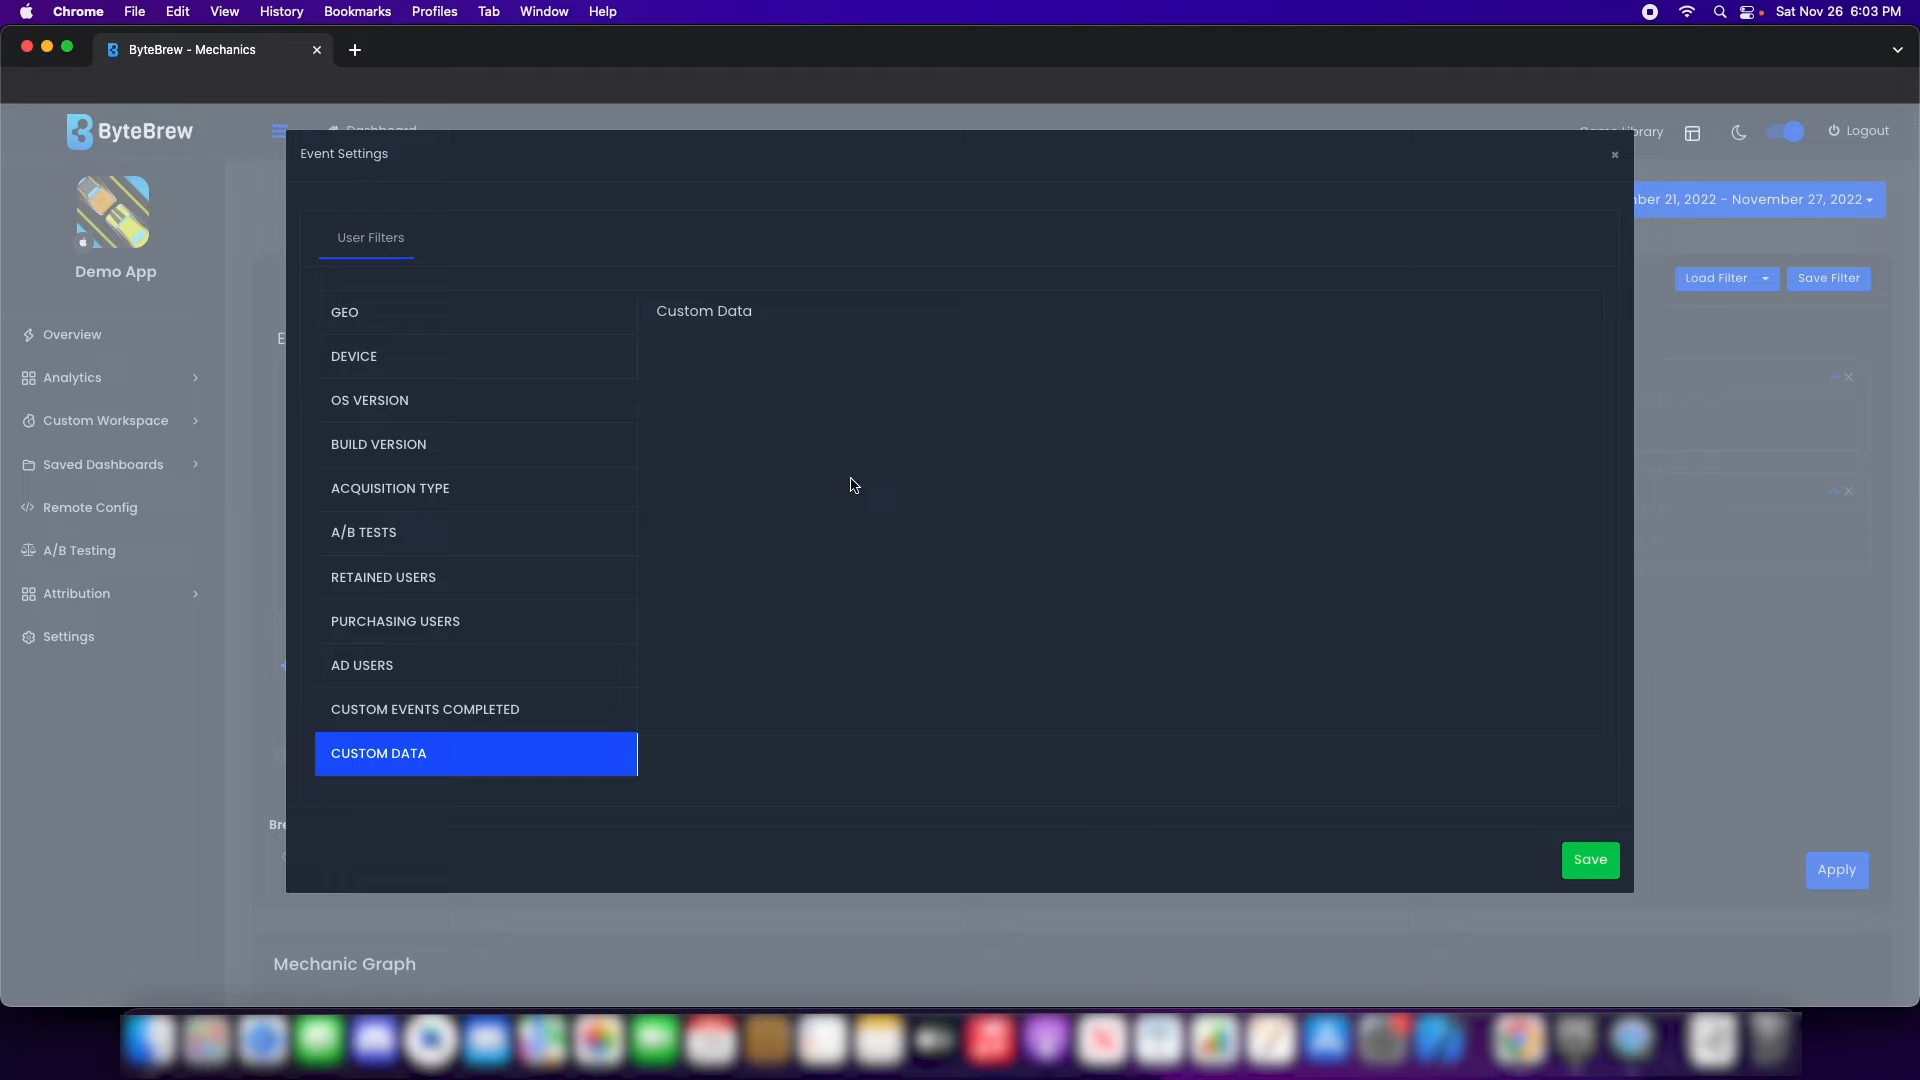 Chrome File Edit View History Bookmarks Profiles Tab Window Help Sat Nov 26 6:03 PM
ByteBrew - Mechanics
ByteBrew Dashboard Logout
Event Settings
ber 21, 2022 - November 27, 2022
User Filters
Demo App
Load Filter Save Filter
GEO Custom Data
Overview
DEVICE
Analytics
OS VERSION
Custom Workspace
BUILD VERSION
Saved Dashboards
ACQUISITION TYPE
Remote Config
A/B TESTS
A/B Testing
RETAINED USERS
Attribution
PURCHASING USERS
Settings
AD USERS
CUSTOM EVENTS COMPLETED
CUSTOM DATA
Bre
Save
Apply
Mechanic Graph